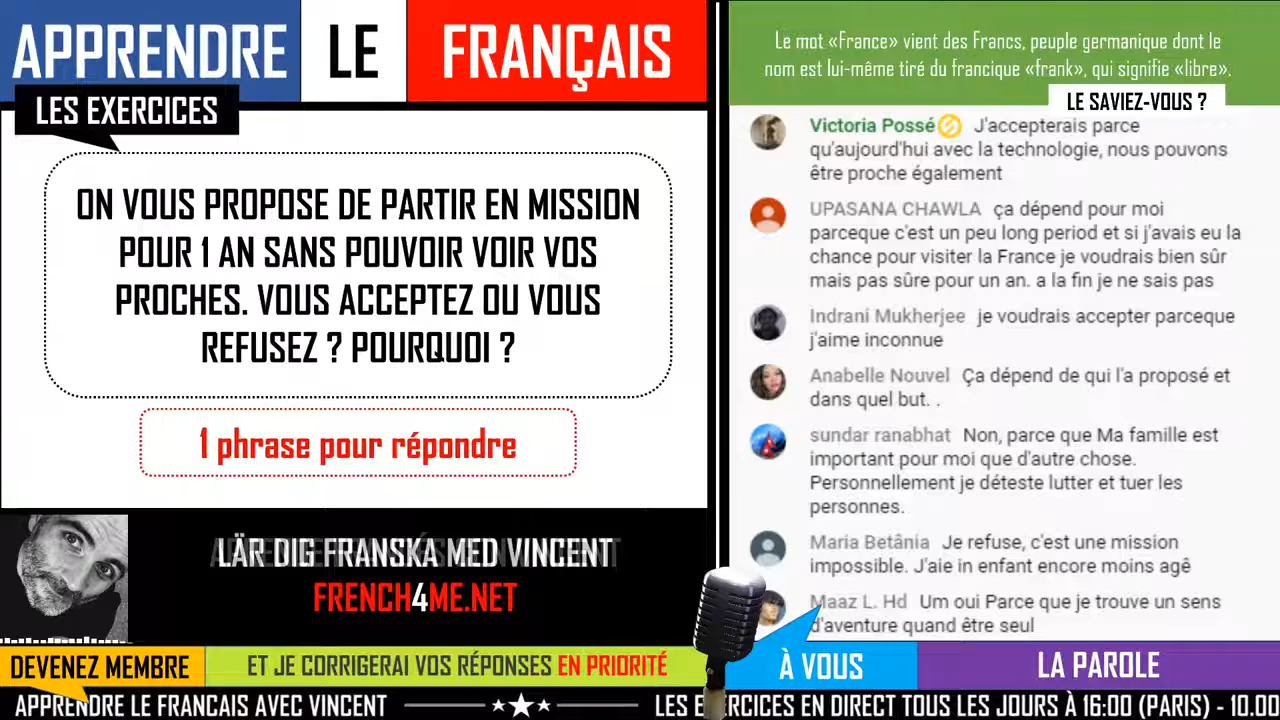 APPRENDRE LE FRANÇAIS
LES EXERCICES
ON VOUS PROPOSE DE PARTIR EN MISSION
POUR 1 AN SANS POUVOIR VOIR VOS
PROCHES. VOUS ACCEPTEZ OU VOUS
REFUSEZ ? POURQUOI ?
1 phrase pour répondre
LÄR DIG FRANSKA MED VINCENT
FRENCH4ME.NET
DEVENEZ MEMBRE
ET JE CORRIGERAI VOS RÉPONSES EN PRIORITÉ
Le mot «France» vient des Francs, peuple germanique dont le
nom est lui-même tiré du francique «frank», qui signifie «libre».
LE SAVIEZ-VOUS ?
Victoria Possé J'accepterais parce
qu'aujourd'hui avec la technologie, nous pouvons
être proche également
UPASANA CHAWLA ça dépend pour moi
parceque c'est un peu long period et si j'avais eu la
chance pour visiter la France je voudrais bien sûr
mais pas sûre pour un an. a la fin je ne sais pas
Indrani Mukherjee je voudrais accepter parceque
j'aime inconnue
Anabelle Nouvel Ça dépend de qui l'a proposé et
dans quel but. .
sundar ranabhat Non, parce que Ma famille est
important pour moi que d'autre chose.
Personnellement je déteste lutter et tuer les
personnes.
Maria Betânia Je refuse, c'est une mission
impossible. J'aie in enfant encore moins agê
Maaz L. Hd Um oui Parce que je trouve un sens
d'aventure quand être seul
À VOUS LA PAROLE
APPRENDRE LE FRANCAIS AVEC VINCENT LES EXERCICES EN DIRECT TOUS LES JOURS À 16:00 (PARIS) - 10.00